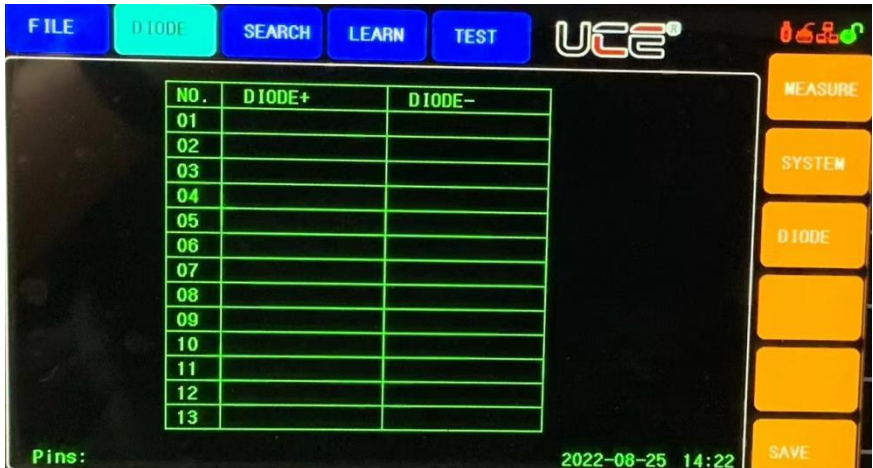 FILE DIODE SEARCH LEARN TEST UCE®
MEASURE
SYSTEM
DIODE
SAVE
NO. DIODE+ DIODE-
01
02
03
04
05
06
07
08
09
10
11
12
13
Pins: 2022-08-25 14:22